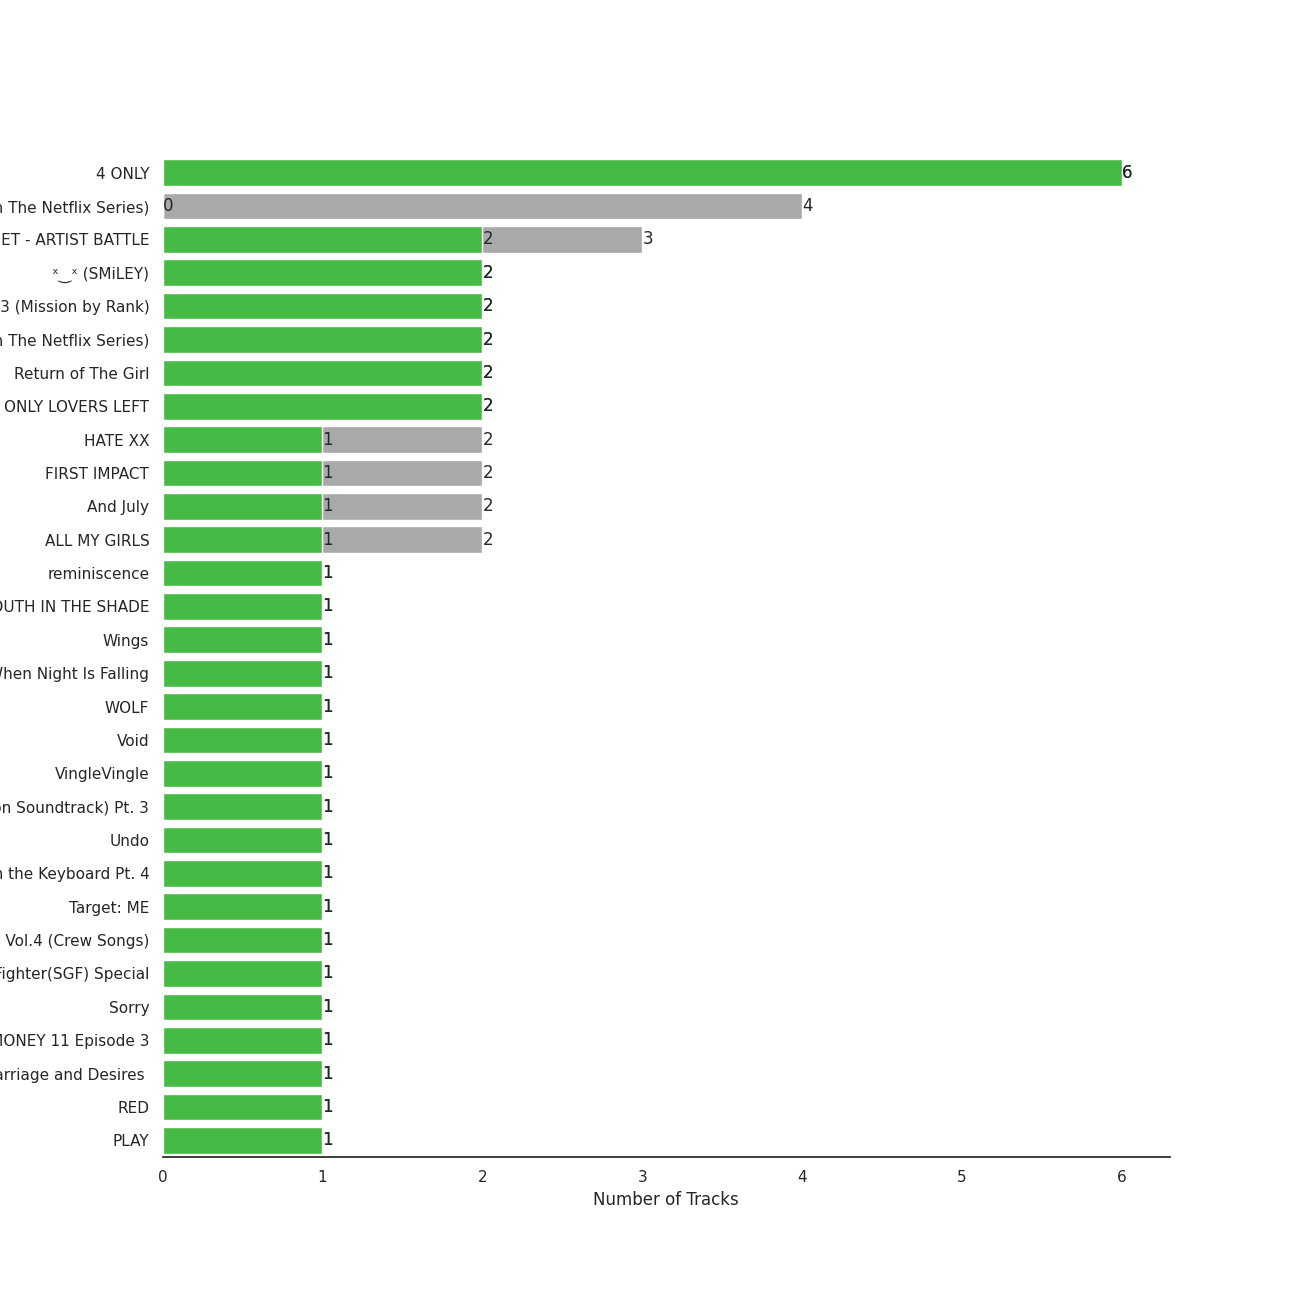 4 ONLY 6
The Netflix Series) 0 4
ET - ARTIST BATTLE 2 3
ˣ‿ˣ (SMiLEY) 2
3 (Mission by Rank) 2
The Netflix Series) 2
Return of The Girl 2
ONLY LOVERS LEFT 2
HATE XX 1 2
FIRST IMPACT 1 2
And July 1 2
ALL MY GIRLS 1 2
reminiscence 1
OUTH IN THE SHADE 1
Wings 1
When Night Is Falling 1
WOLF 1
Void 1
VingleVingle 1
on Soundtrack) Pt. 3 1
Undo 1
the Keyboard Pt. 4 1
Target: ME 1
Vol.4 (Crew Songs) 1
Fighter(SGF) Special 1
Sorry 1
MONEY 11 Episode 3 1
arriage and Desires 1
RED 1
PLAY 1
0 1 2 3 4 5 6
Number of Tracks